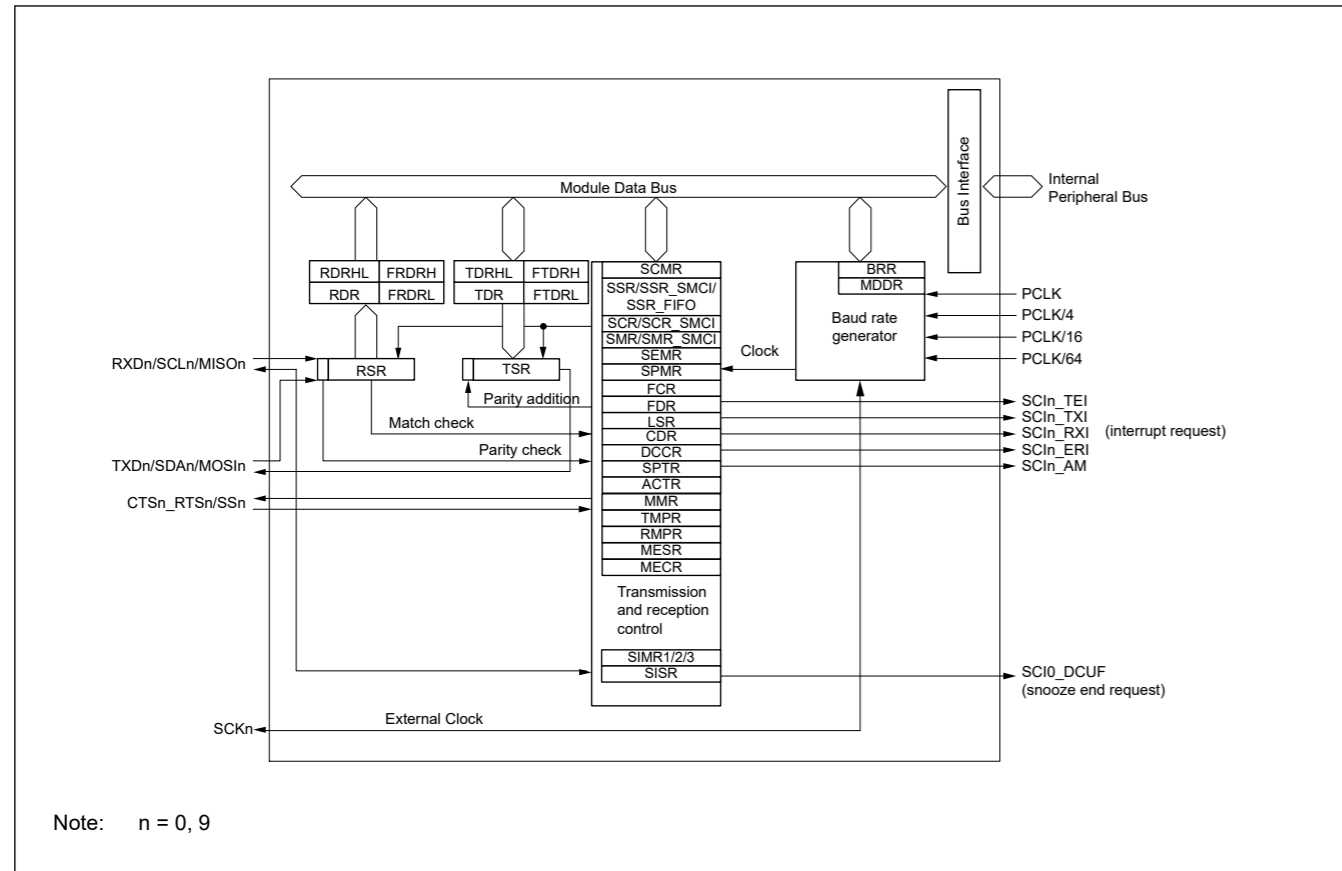 Bus Interface
Module Data Bus
Internal
Peripheral Bus
RDRHL FRDRH
RDR FRDRL
TDRHL FTDRH
TDR FTDRL
SCMR
SSR/SSR_SMCI/
SSR_FIFO
SCR/SCR_SMCI
SMR/SMR_SMCI
SEMR
SPMR
FCR
FDR
LSR
CDR
DCCR
SPTR
ACTR
MMR
TMPR
RMPR
MESR
MECR
Transmission
and reception
control
SIMR1/2/3
SISR
BRR
MDDR
Baud rate
generator
Clock
PCLK
PCLK/4
PCLK/16
PCLK/64
RXDn/SCLn/MISOn
RSR
TSR
Parity addition
Match check
Parity check
TXDn/SDAn/MOSIn
CTSn_RTSn/SSn
SCIn_TEI
SCIn_TXI
SCIn_RXI (interrupt request)
SCIn_ERI
SCIn_AM
SCI0_DCUF
(snooze end request)
SCKn
External Clock
Note: n = 0, 9